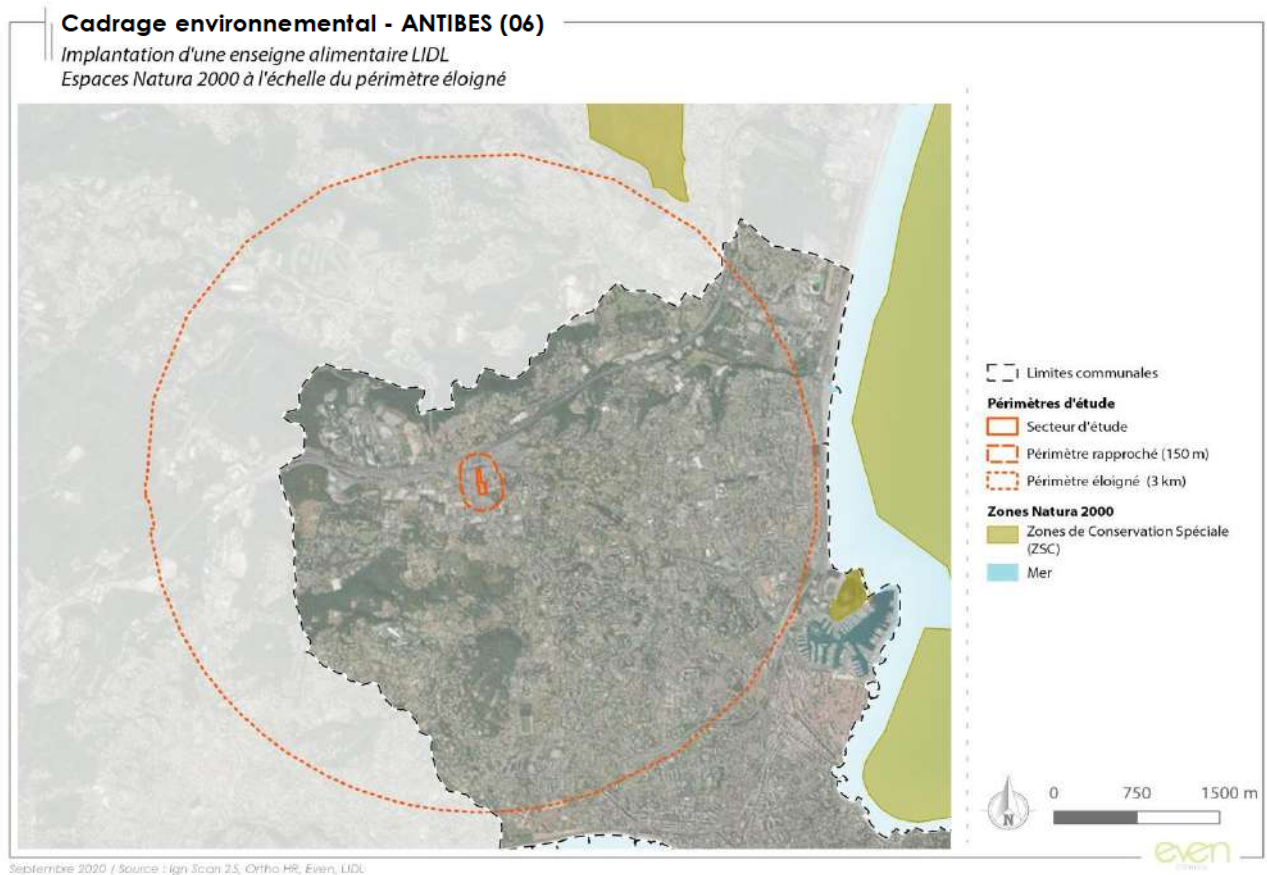 Cadrage environnemental - ANTIBES (06)
Implantation d'une enseigne alimentaire LIDL
Espaces Natura 2000 à l'échelle du périmètre éloigné
Limites communales
Périmètres d'étude
Secteur d'étude
Périmètre rapproché (150 m)
Périmètre éloigné (3 km)
Zones Natura 2000
Zones de Conservation Spéciale
(ZSC)
Mer
N
0 750 1500 m
even
Septembre 2020 / Source : Ign Scan 25, Ortho HR, Even, LIDL